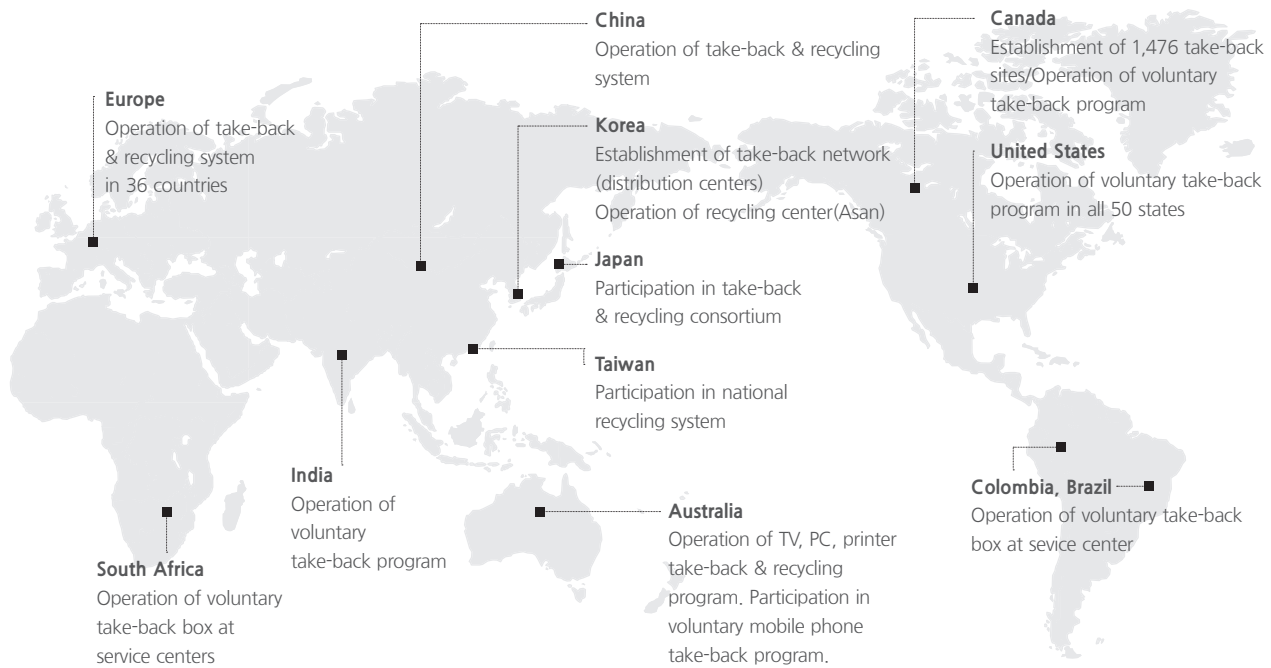 Europe
Operation of take-back
& recycling system
in 36 countries
China
Operation of take-back & recycling
system
Korea
Establishment of take-back network
(distribution centers)
Operation of recycling center(Asan)
Japan
Participation in take-back
& recycling consortium
Taiwan
Participation in national
recycling system
Canada
Establishment of 1,476 take-back
sites/Operation of voluntary
take-back program
United States
Operation of voluntary take-back
program in all 50 states
India
Operation of
voluntary
take-back program
South Africa
Operation of voluntary
take-back box at
service centers
Australia
Operation of TV, PC, printer
take-back & recycling
program. Participation in
voluntary mobile phone
take-back program.
Colombia, Brazil
Operation of voluntary take-back
box at sevice center